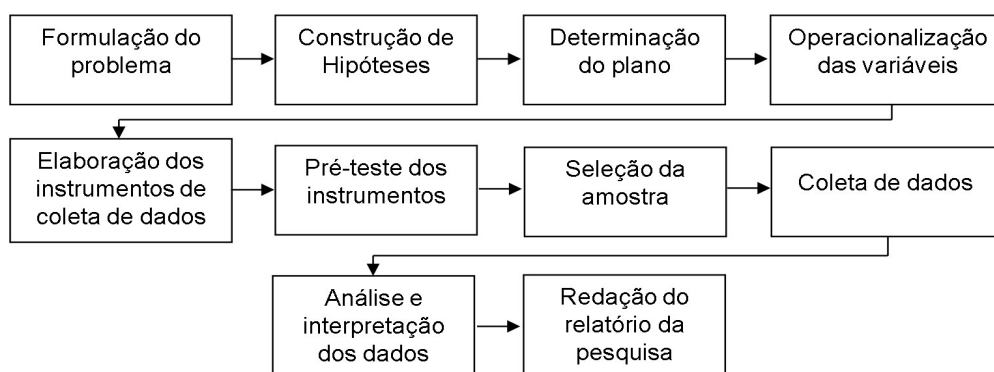 Formulação do
problema
Construção de
Hipóteses
Determinação
do plano
Operacionalização
das variáveis
Elaboração dos
instrumentos de
coleta de dados
Pré-teste dos
instrumentos
Seleção da
amostra
Coleta de dados
Análise e
interpretação
dos dados
Redação do
relatório da
pesquisa